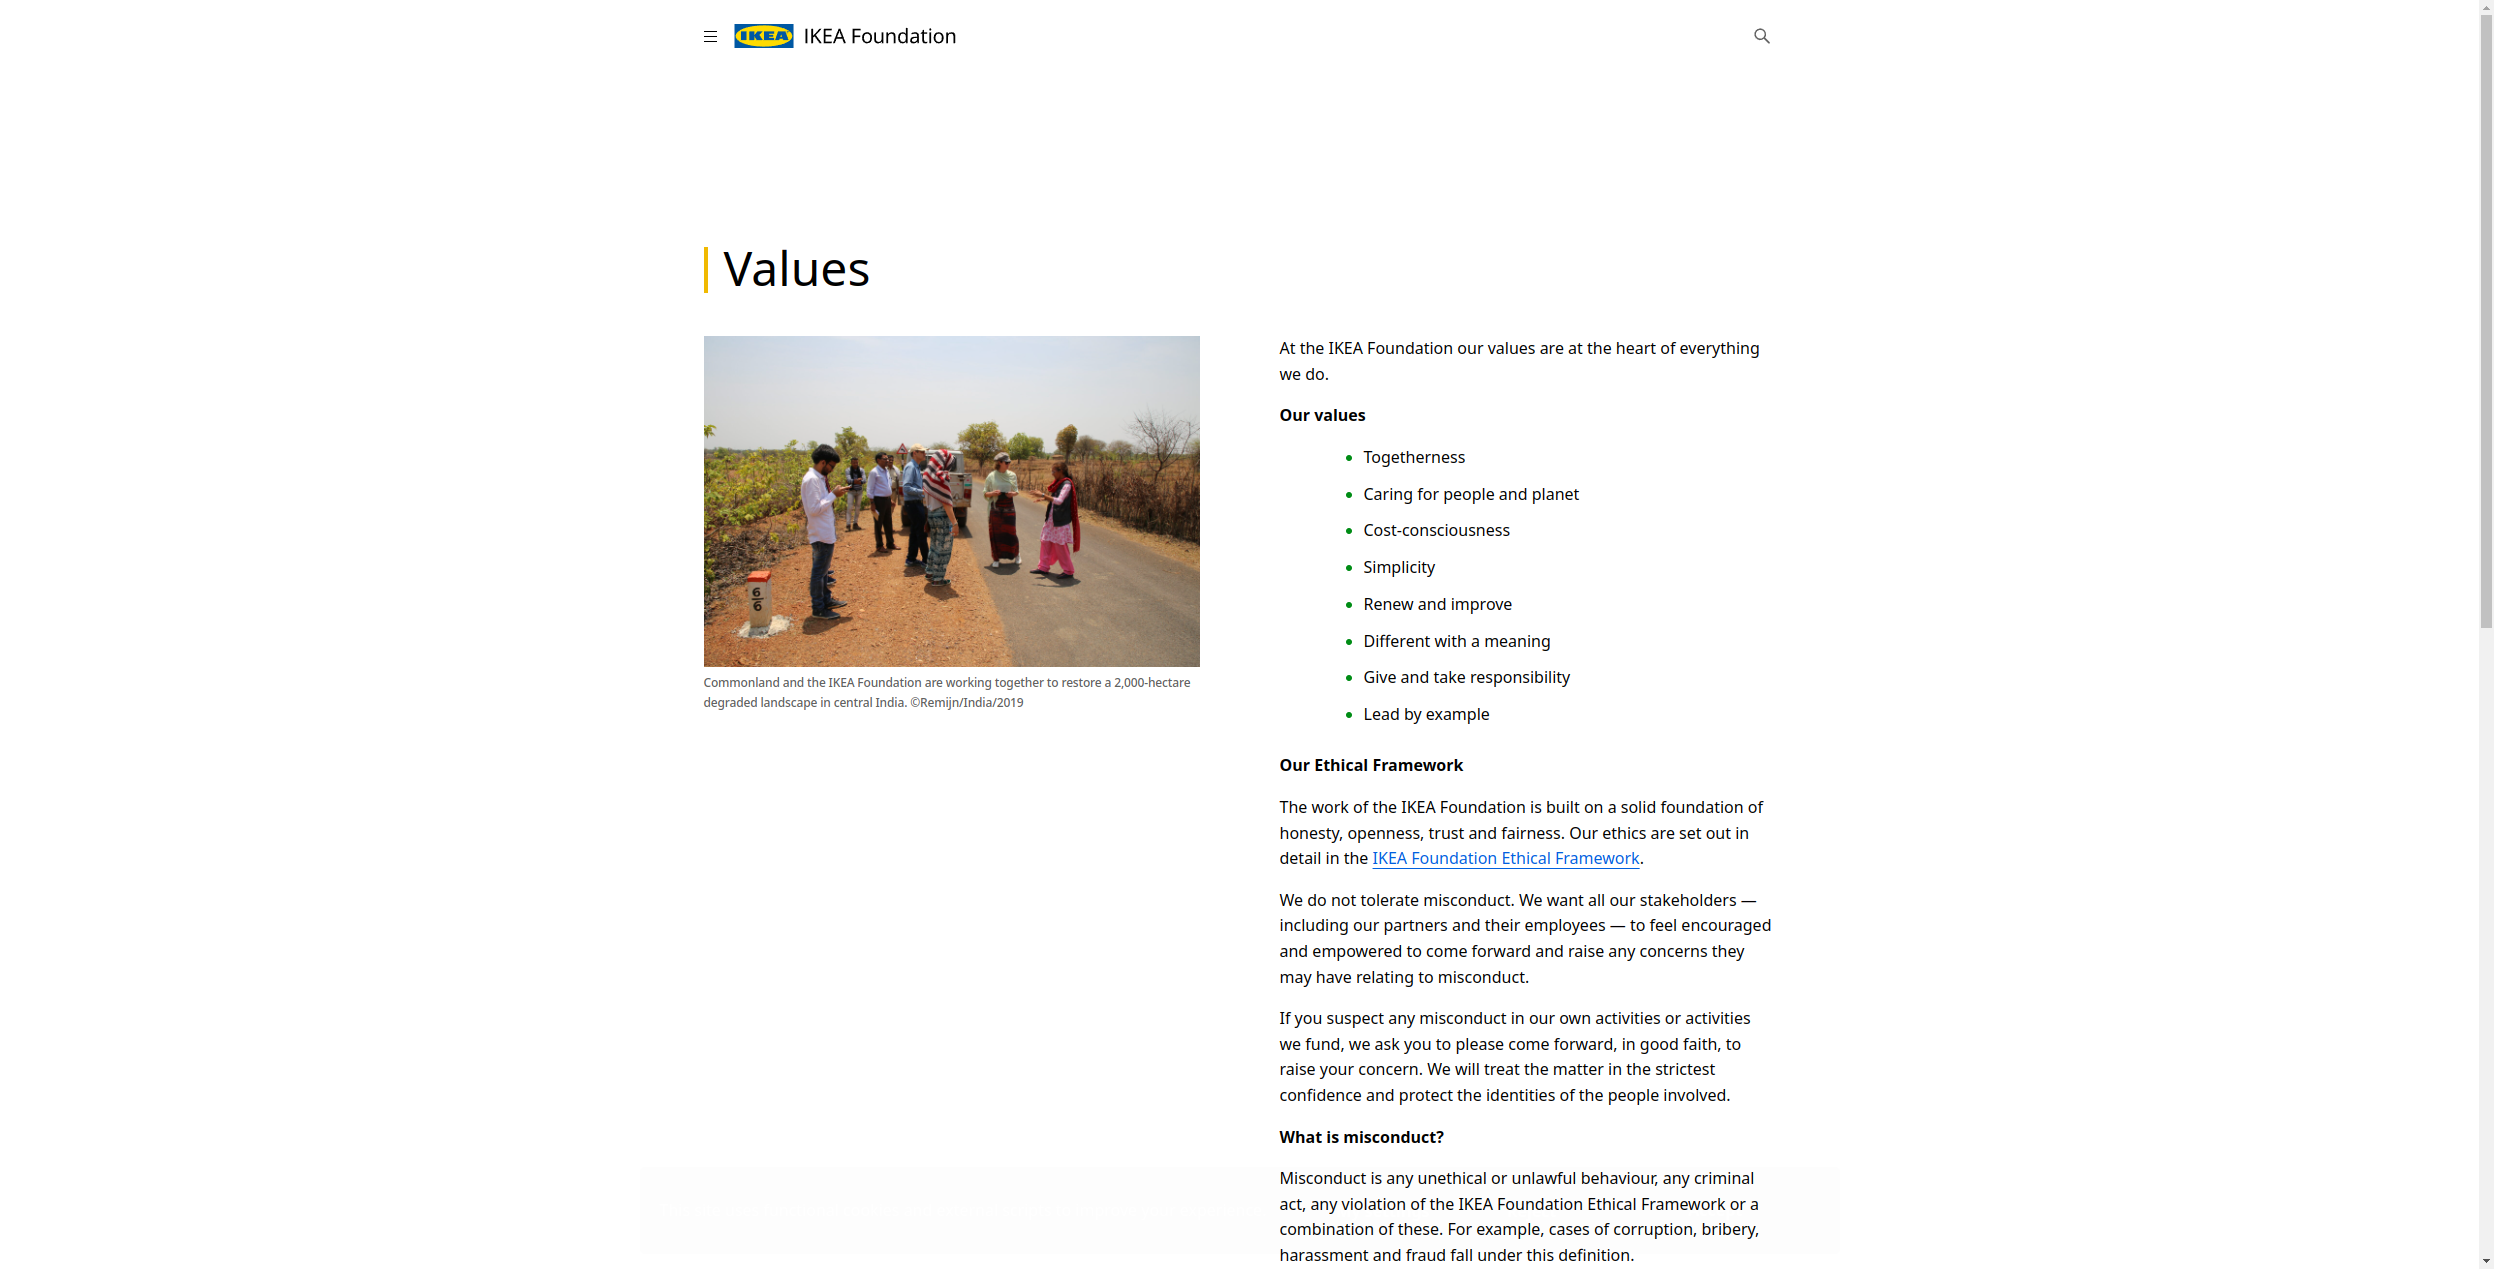 IKEA IKEA Foundation
Values
6
6
Commonland and the IKEA Foundation are working together to restore a 2,000-hectare
degraded landscape in central India. ©Remijn/India/2019
At the IKEA Foundation our values are at the heart of everything
we do.
Our values
Togetherness
Caring for people and planet
Cost-consciousness
Simplicity
Renew and improve
Different with a meaning
Give and take responsibility
Lead by example
Our Ethical Framework
The work of the IKEA Foundation is built on a solid foundation of
honesty, openness, trust and fairness. Our ethics are set out in
detail in the IKEA Foundation Ethical Framework.
We do not tolerate misconduct. We want all our stakeholders —
including our partners and their employees — to feel encouraged
and empowered to come forward and raise any concerns they
may have relating to misconduct.
If you suspect any misconduct in our own activities or activities
we fund, we ask you to please come forward, in good faith, to
raise your concern. We will treat the matter in the strictest
confidence and protect the identities of the people involved.
What is misconduct?
Misconduct is any unethical or unlawful behaviour, any criminal
act, any violation of the IKEA Foundation Ethical Framework or a
combination of these. For example, cases of corruption, bribery,
harassment and fraud fall under this definition.